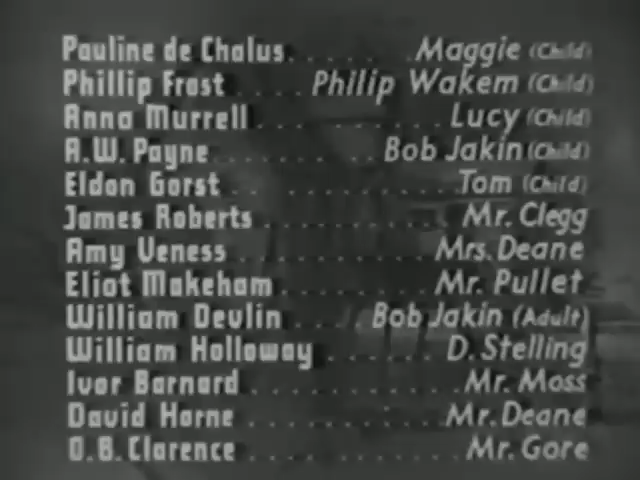 Pauline de Chalus..... .Maggie (Child)
Phillip Frost ....Philip Wakem (Child)
Anna Murrell... ........Lucy (Child)
A.W. Payne.......... ..Bob Jakin (Child)
Eldon Gorst .. ..........Tom (Child)
James Roberts............ Mr. Clegg
Amy Veness.............Mrs. Deane
Eliot Makeham...........Mr. Pullet
William Devlin.... ..Bob Jakin (Adult)
William Holloway....... D. Stelling
Ivor Barnard.............Mr. Moss
David Horne............Mr. Deane
O.B. Clarence............Mr. Gore